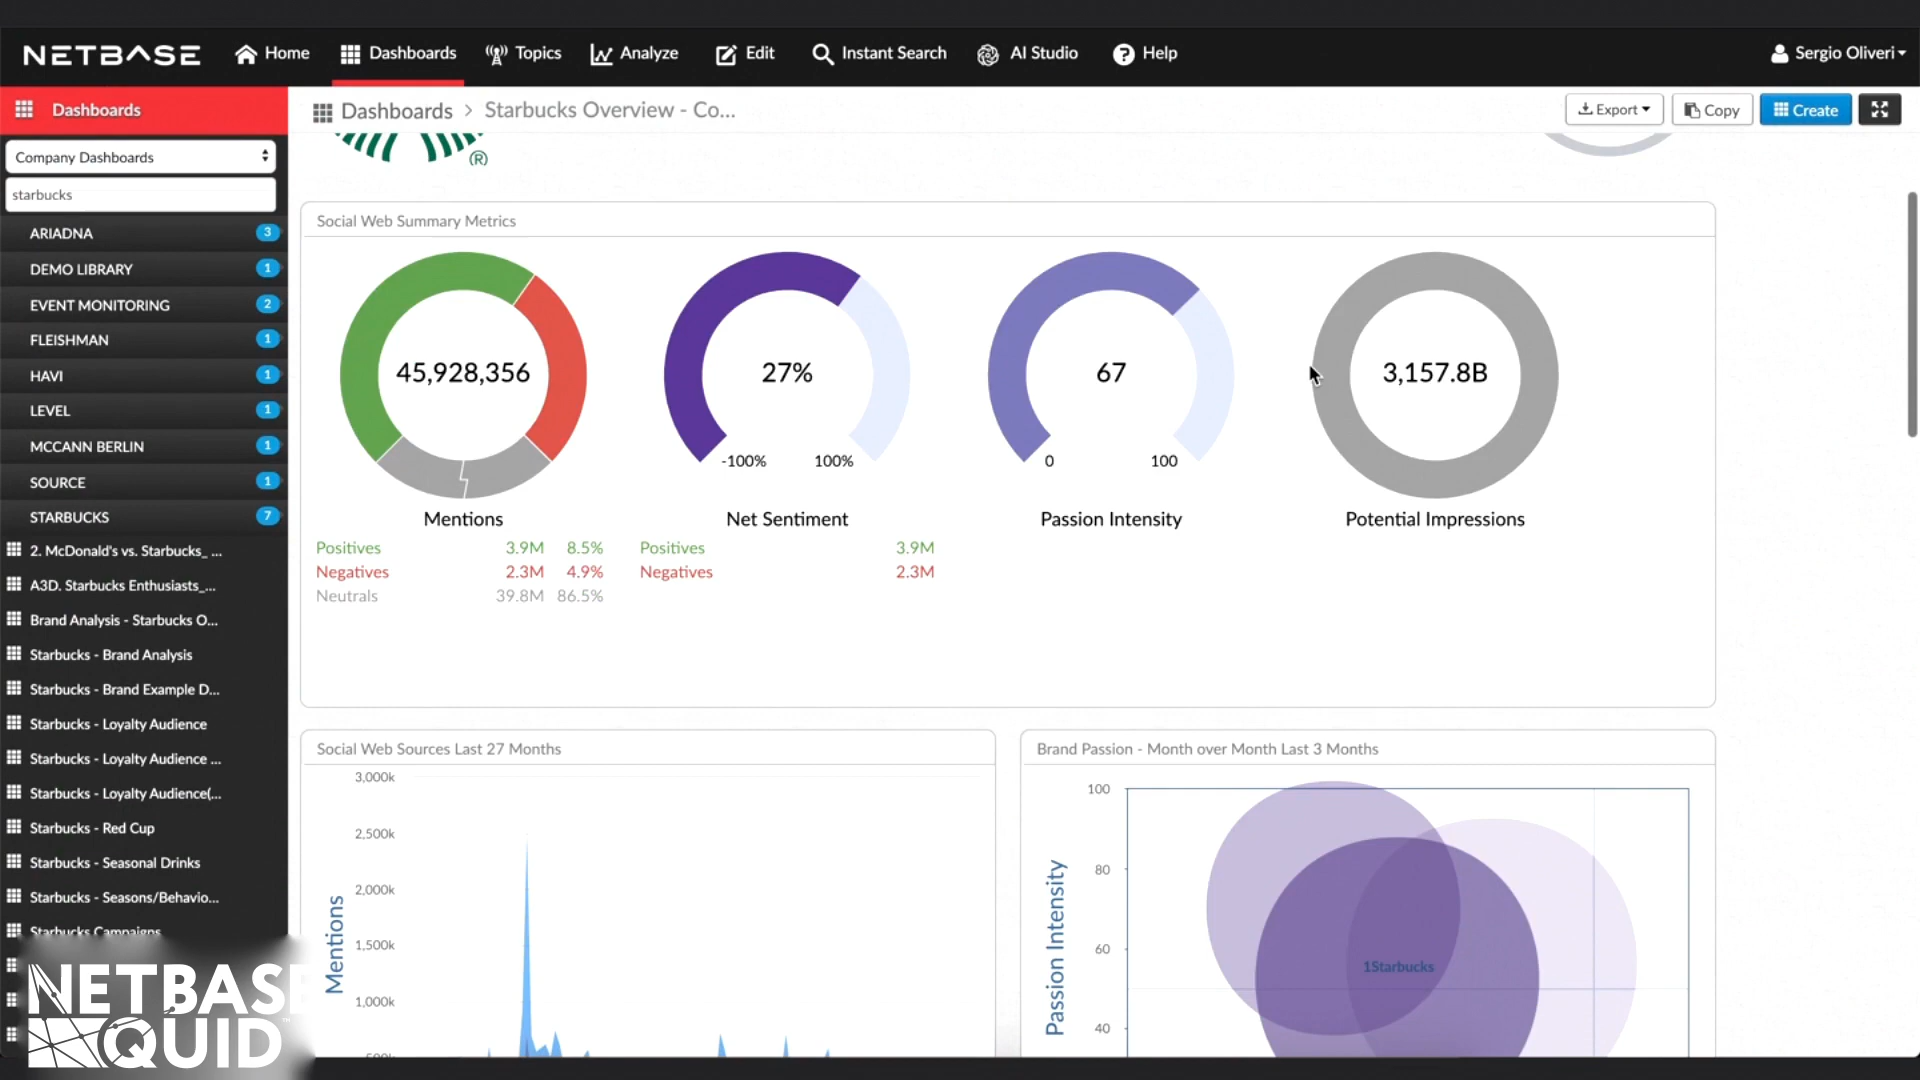 NETBASE
Home
Dashboards
Topics
Analyze
Edit
Instant Search
AI Studio
Help
Sergio Oliveri
Dashboards
Dashboards > Starbucks Overview - Co...
Export
Copy
Create
Company Dashboards
starbucks
ARIADNA 3
DEMO LIBRARY 1
EVENT MONITORING 2
FLEISHMAN 1
HAVI 1
LEVEL 1
MCCANN BERLIN 1
SOURCE 1
STARBUCKS 7
2. McDonald's vs. Starbucks_ ...
A3D. Starbucks Enthusiasts_...
Brand Analysis - Starbucks O...
Starbucks - Brand Analysis
Starbucks - Brand Example D...
Starbucks - Loyalty Audience
Starbucks - Loyalty Audience ...
Starbucks - Loyalty Audience(...
Starbucks - Red Cup
Starbucks - Seasonal Drinks
Starbucks - Seasons/Behavio...
Starbucks Campaigns
NETBASE
QUID™
®
Social Web Summary Metrics
45,928,356
Mentions
Positives 3.9M 8.5%
Negatives 2.3M 4.9%
Neutrals 39.8M 86.5%
27%
-100% 100%
Net Sentiment
Positives 3.9M
Negatives 2.3M
67
0 100
Passion Intensity
3,157.8B
Potential Impressions
Social Web Sources Last 27 Months
3,000k
2,500k
2,000k
1,500k
1,000k
500k
Mentions
Brand Passion - Month over Month Last 3 Months
100
80
60
40
Passion Intensity
1Starbucks